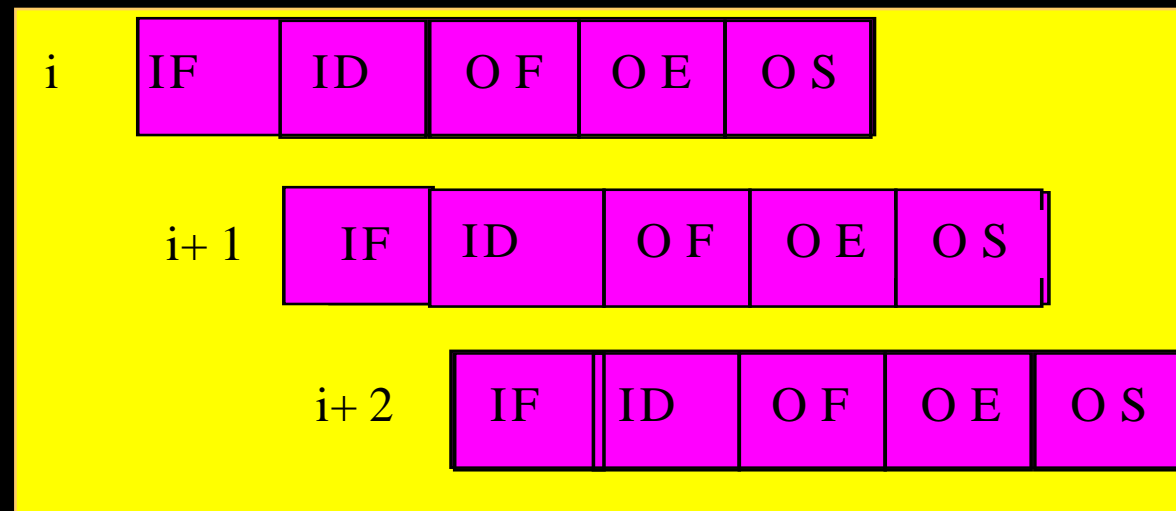 i IF ID O F O E O S
i+ 1 IF ID O F O E O S
i+ 2 IF ID O F O E O S